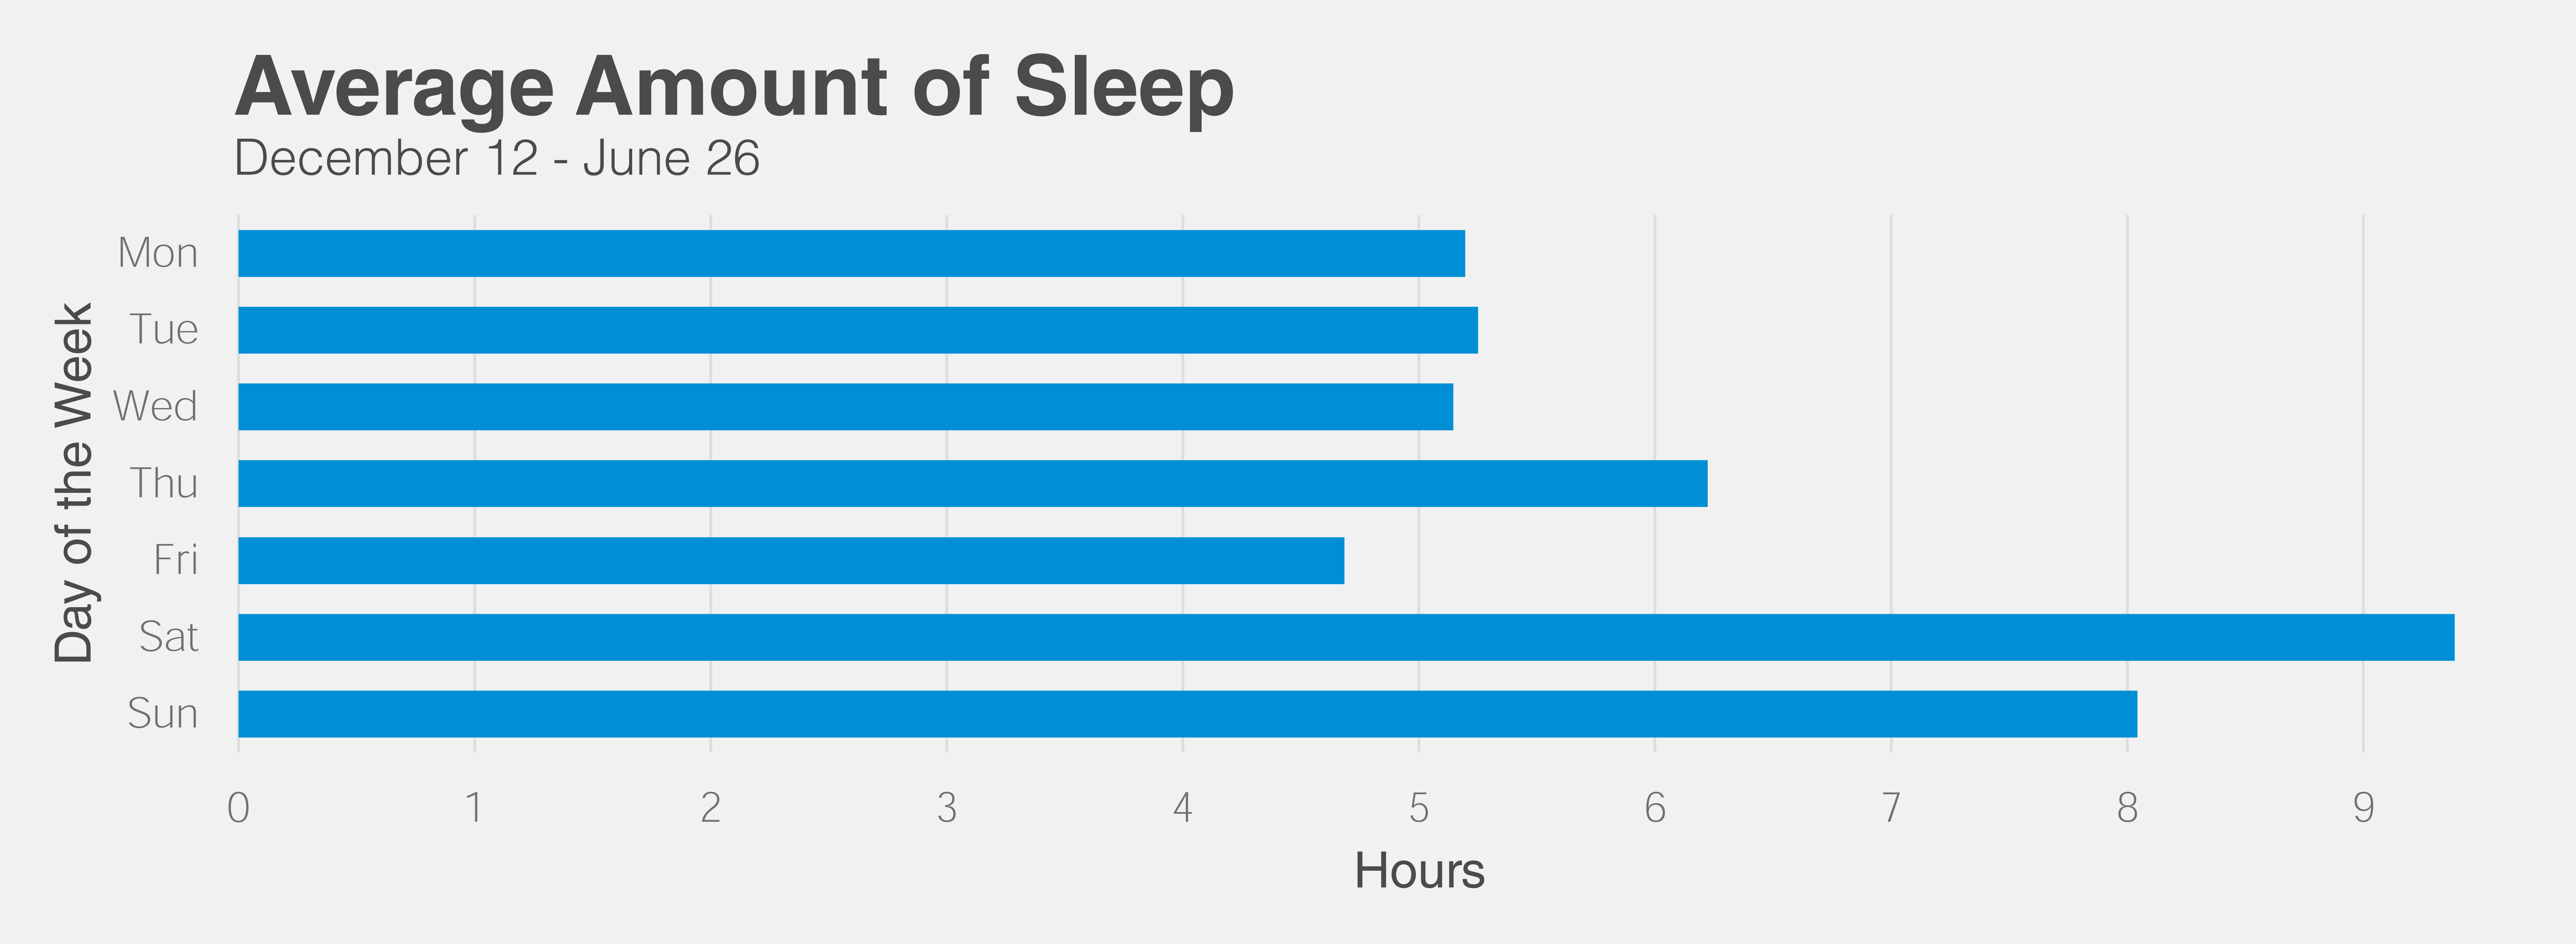 Average Amount of Sleep
December 12 - June 26
Day of the Week
Mon
Tue
Wed
Thu
Fri
Sat
Sun
0 1 2 3 4 5 6 7 8 9
Hours